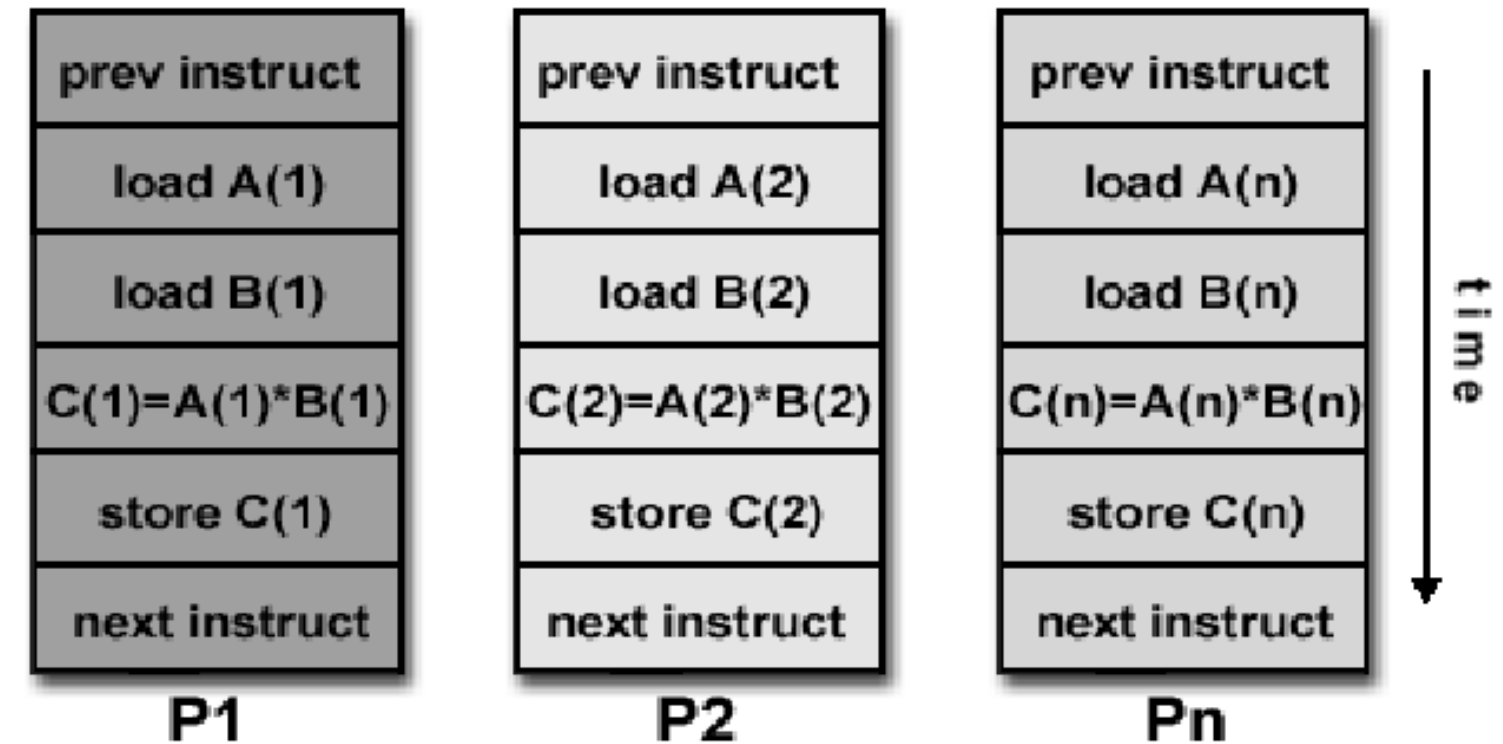 prev instruct
load A(1)
load B(1)
C(1)=A(1)*B(1)
store C(1)
next instruct
P1
prev instruct
load A(2)
load B(2)
C(2)=A(2)*B(2)
store C(2)
next instruct
P2
prev instruct
load A(n)
load B(n)
C(n)=A(n)*B(n)
store C(n)
next instruct
Pn
time